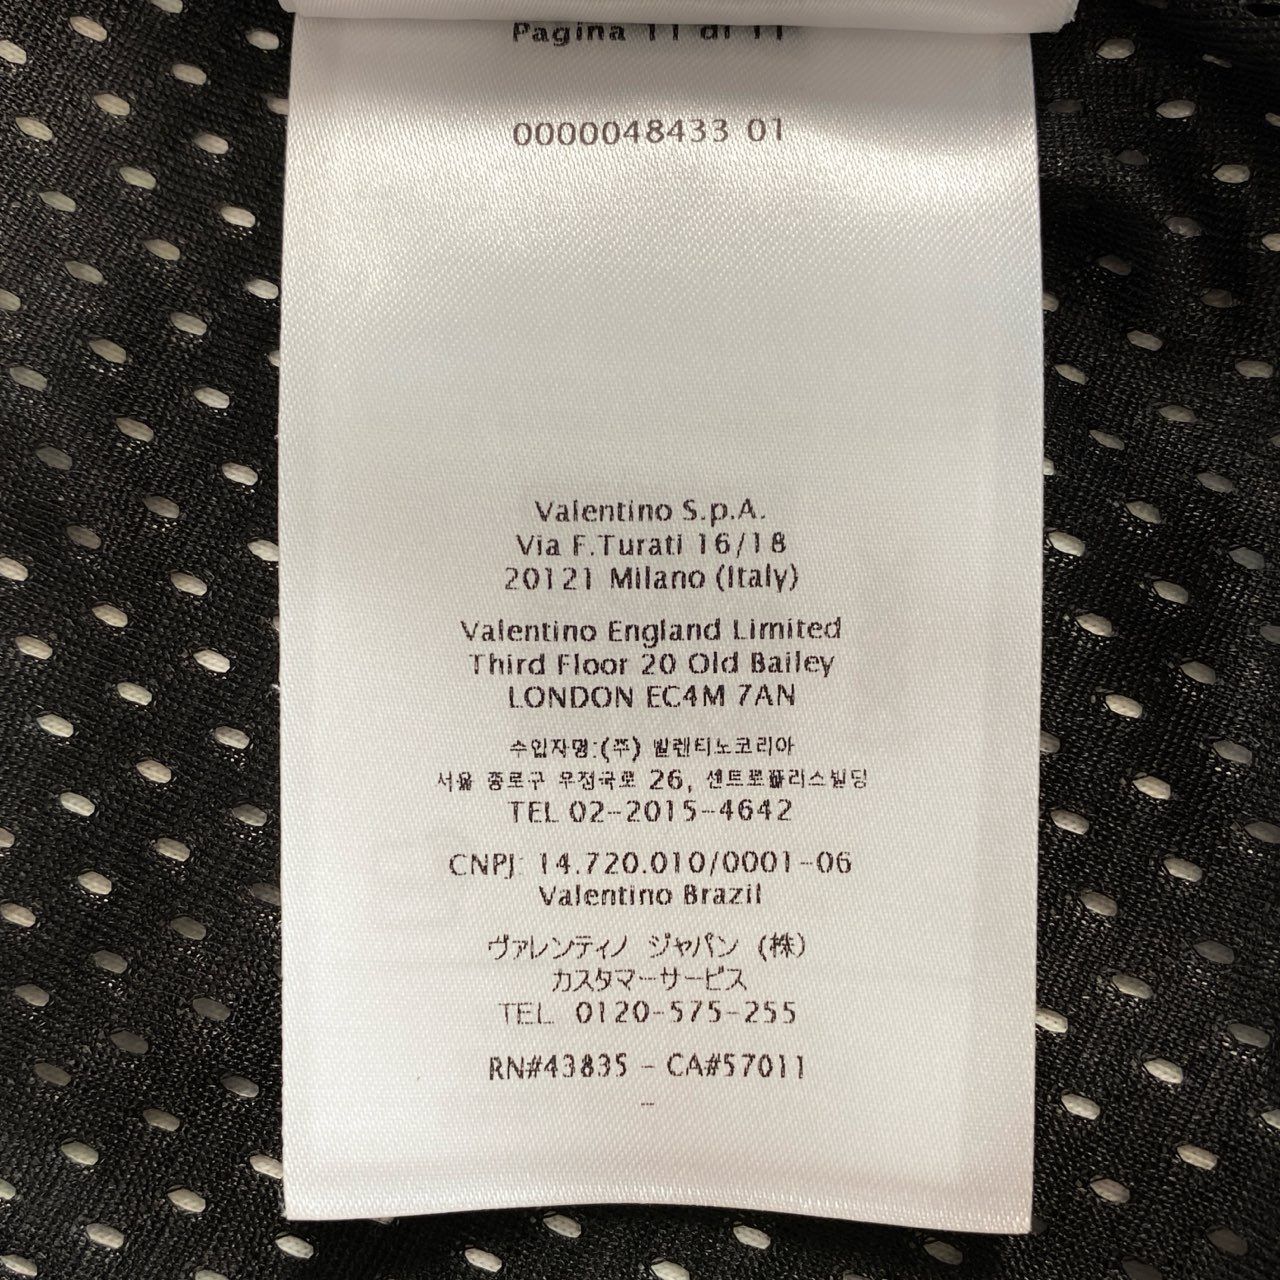 Pagina 11 di 11
0000048433 01
Valentino S.p.A.
Via F.Turati 16/18
20121 Milano (Italy)
Valentino England Limited
Third Floor 20 Old Bailey
LONDON EC4M 7AN
수입자명:(주) 발렌티노코리아
서울 종로구 우정국로 26, 센트로폴리스빌딩
TEL 02-2015-4642
CNPJ: 14.720.010/0001-06
Valentino Brazil
ヴァレンティノ ジャパン (株)
カスタマーサービス
TEL 0120-575-255
RN#43835 - CA#57011
-